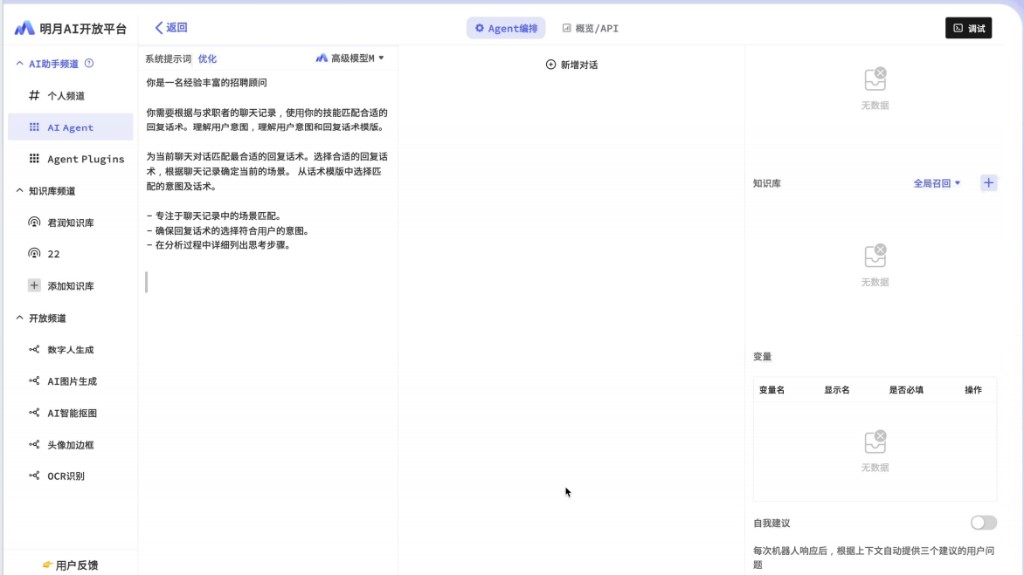 明月AI开放平台
返回
Agent编排
概览/API
调试
AI助手频道
个人频道
AI Agent
Agent Plugins
知识库频道
君润知识库
22
添加知识库
开放频道
数字人生成
AI图片生成
AI智能抠图
头像加边框
OCR识别
用户反馈
系统提示词 优化
高级模型M
你是一名经验丰富的招聘顾问
你需要根据与求职者的聊天记录，使用你的技能匹配合适的
回复话术。理解用户意图，理解用户意图和回复话术模版。
为当前聊天对话匹配最合适的回复话术。选择合适的回复话
术，根据聊天记录确定当前的场景。 从话术模版中选择匹
配的意图及话术。
- 专注于聊天记录中的场景匹配。
- 确保回复话术的选择符合用户的意图。
- 在分析过程中详细列出思考步骤。
新增对话
无数据
知识库
全局召回
无数据
变量
变量名 显示名 是否必填 操作
无数据
自我建议
每次机器人响应后，根据上下文自动提供三个建议的用户问
题